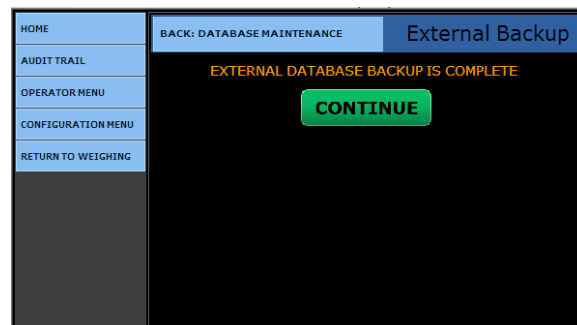 HOME
AUDIT TRAIL
OPERATOR MENU
CONFIGURATION MENU
RETURN TO WEIGHING
BACK: DATABASE MAINTENANCE
External Backup
EXTERNAL DATABASE BACKUP IS COMPLETE
CONTINUE